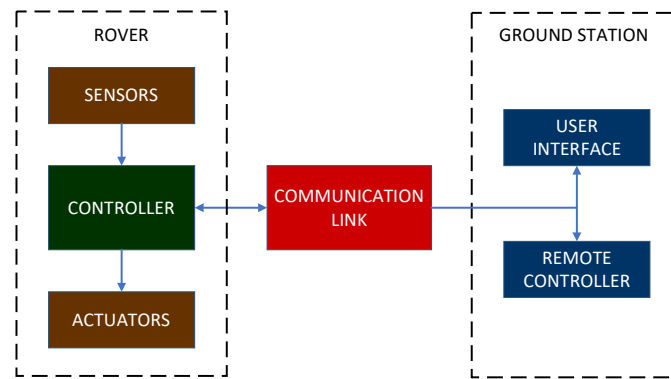 ROVER
SENSORS
CONTROLLER
ACTUATORS
COMMUNICATION
LINK
GROUND STATION
USER
INTERFACE
REMOTE
CONTROLLER